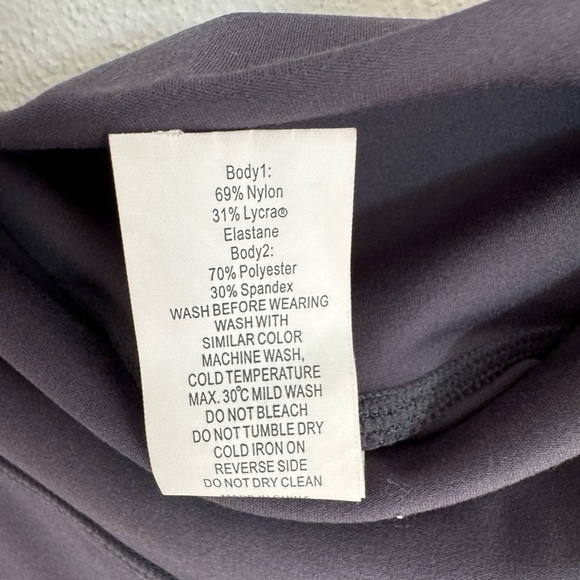 Body1:
69% Nylon
31% Lycra®
Elastane
Body2:
70% Polyester
30% Spandex
WASH BEFORE WEARING
WASH WITH
SIMILAR COLOR
MACHINE WASH,
COLD TEMPERATURE
MAX. 30°C MILD WASH
DO NOT BLEACH
DO NOT TUMBLE DRY
COLD IRON ON
REVERSE SIDE
DO NOT DRY CLEAN